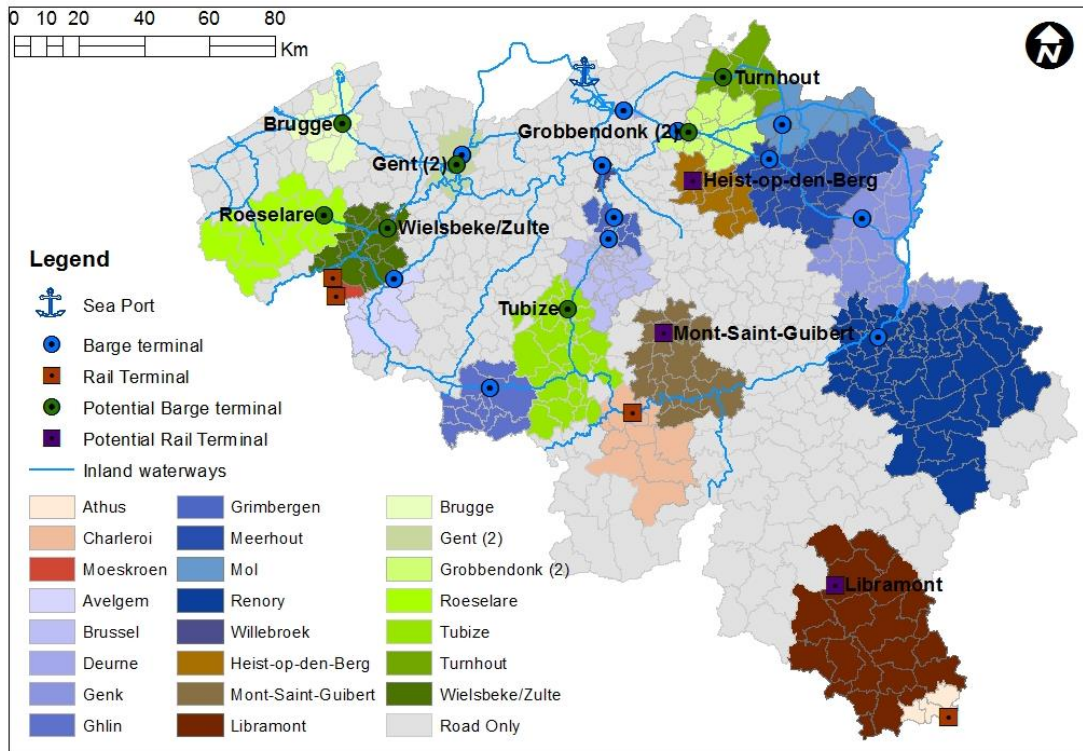 0 10 20 40 60 80
Km
N
Turnhout
Brugge
Grobbendonk (2)
Gent (2)
Heist-op-den-Berg
Roeselare
Wielsbeke/Zulte
Tubize
Mont-Saint-Guibert
Libramont
Legend
Sea Port
Barge terminal
Rail Terminal
Potential Barge terminal
Potential Rail Terminal
Inland waterways
Athus
Charleroi
Moeskroen
Avelgem
Brussel
Deurne
Genk
Ghlin
Grimbergen
Meerhout
Mol
Renory
Willebroek
Heist-op-den-Berg
Mont-Saint-Guibert
Libramont
Brugge
Gent (2)
Grobbendonk (2)
Roeselare
Tubize
Turnhout
Wielsbeke/Zulte
Road Only